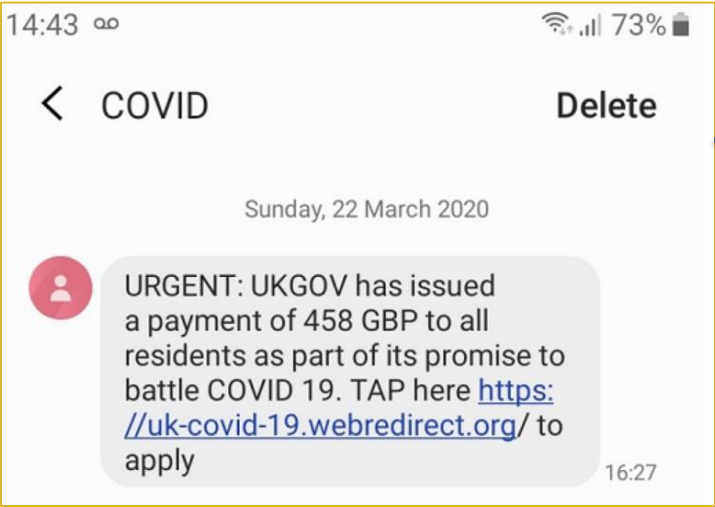 14:43 73%
COVID Delete
Sunday, 22 March 2020
URGENT: UKGOV has issued
a payment of 458 GBP to all
residents as part of its promise to
battle COVID 19. TAP here https:
//uk-covid-19.webredirect.org/ to
apply
16:27